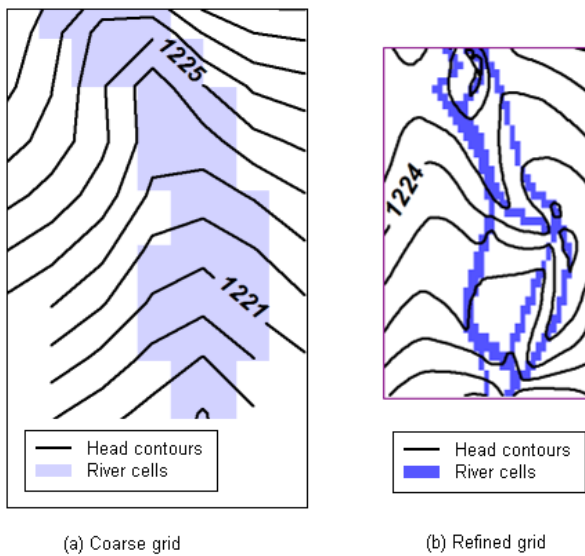 1225
1221
Head contours
River cells
(a) Coarse grid
1224
Head contours
River cells
(b) Refined grid